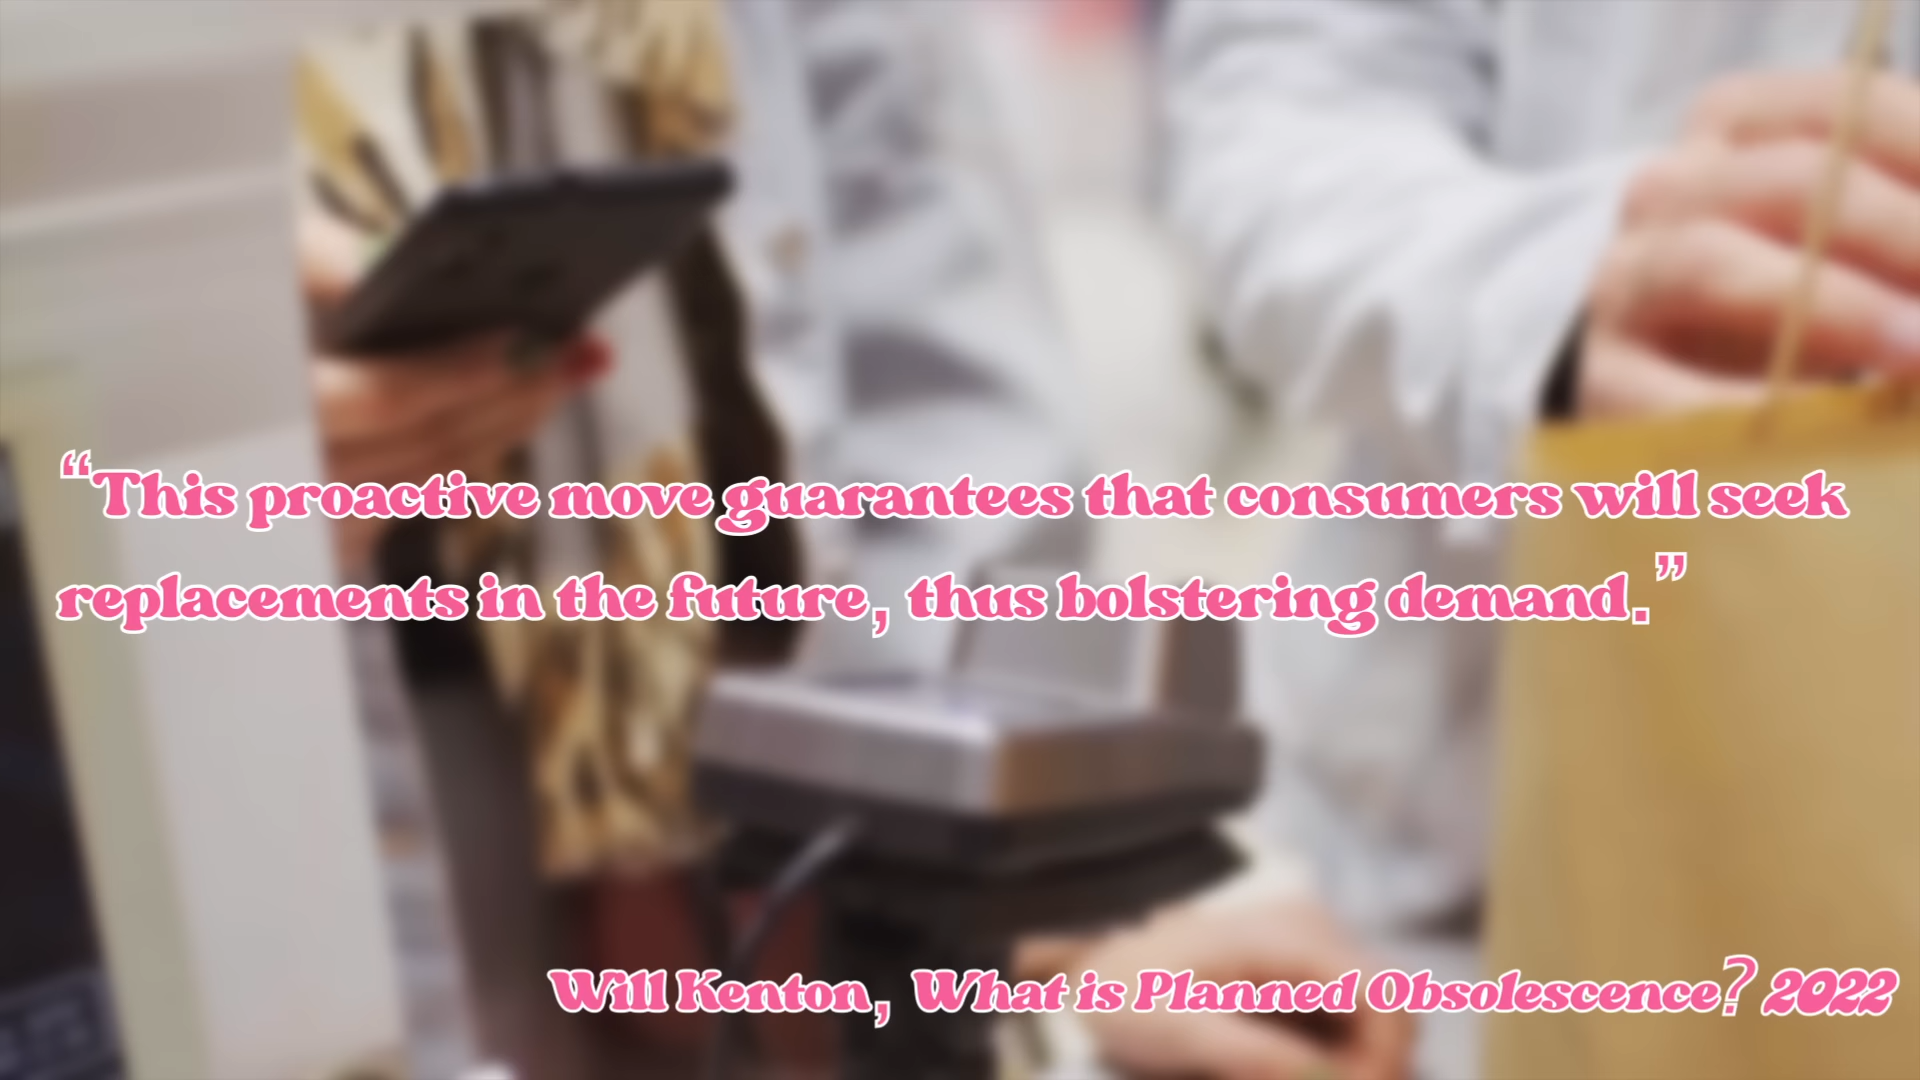 “This proactive move guarantees that consumers will seek
replacements in the future, thus bolstering demand.”
Will Kenton, What is Planned Obsolescence? 2022